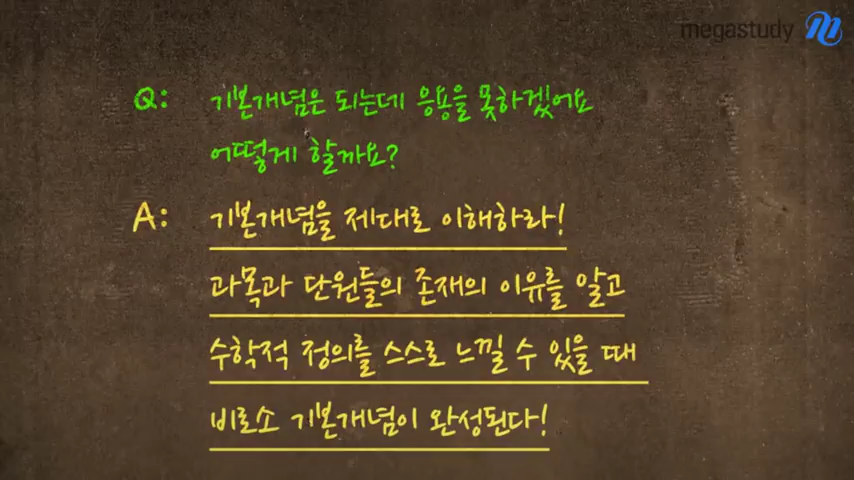 megastudy
Q: 기본개념은 되는데 응용을 못하겠어요
어떻게 할까요?
A: 기본개념을 제대로 이해하라!
과목과 단원들의 존재의 이유를 알고
수학적 정의를 스스로 느낄 수 있을 때
비로소 기본개념이 완성된다!